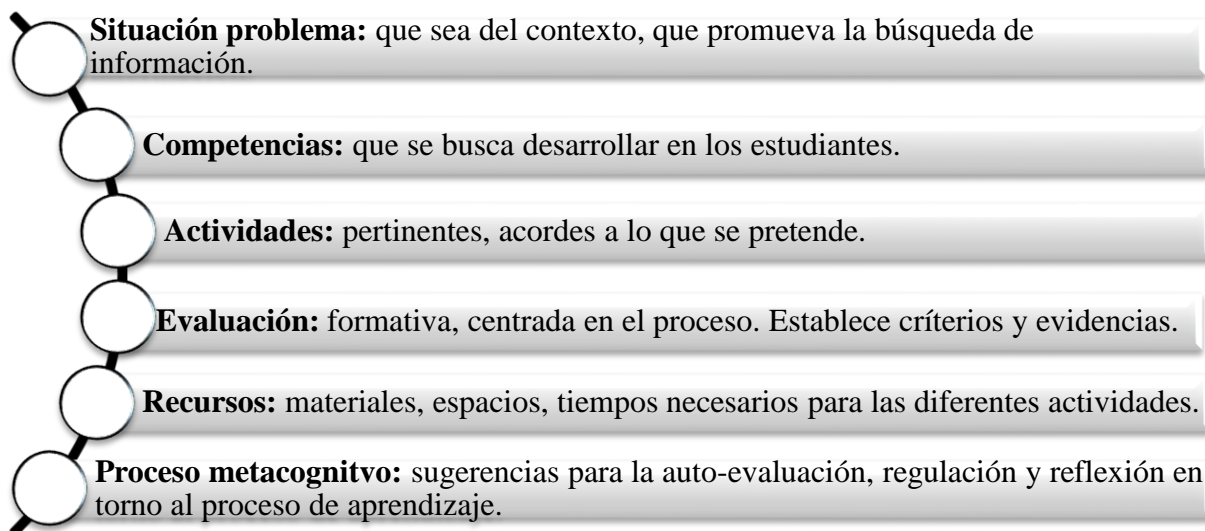 Situación problema: que sea del contexto, que promueva la búsqueda de
información.
Competencias: que se busca desarrollar en los estudiantes.
Actividades: pertinentes, acordes a lo que se pretende.
Evaluación: formativa, centrada en el proceso. Establece críterios y evidencias.
Recursos: materiales, espacios, tiempos necesarios para las diferentes actividades.
Proceso metacognitvo: sugerencias para la auto-evaluación, regulación y reflexión en
torno al proceso de aprendizaje.